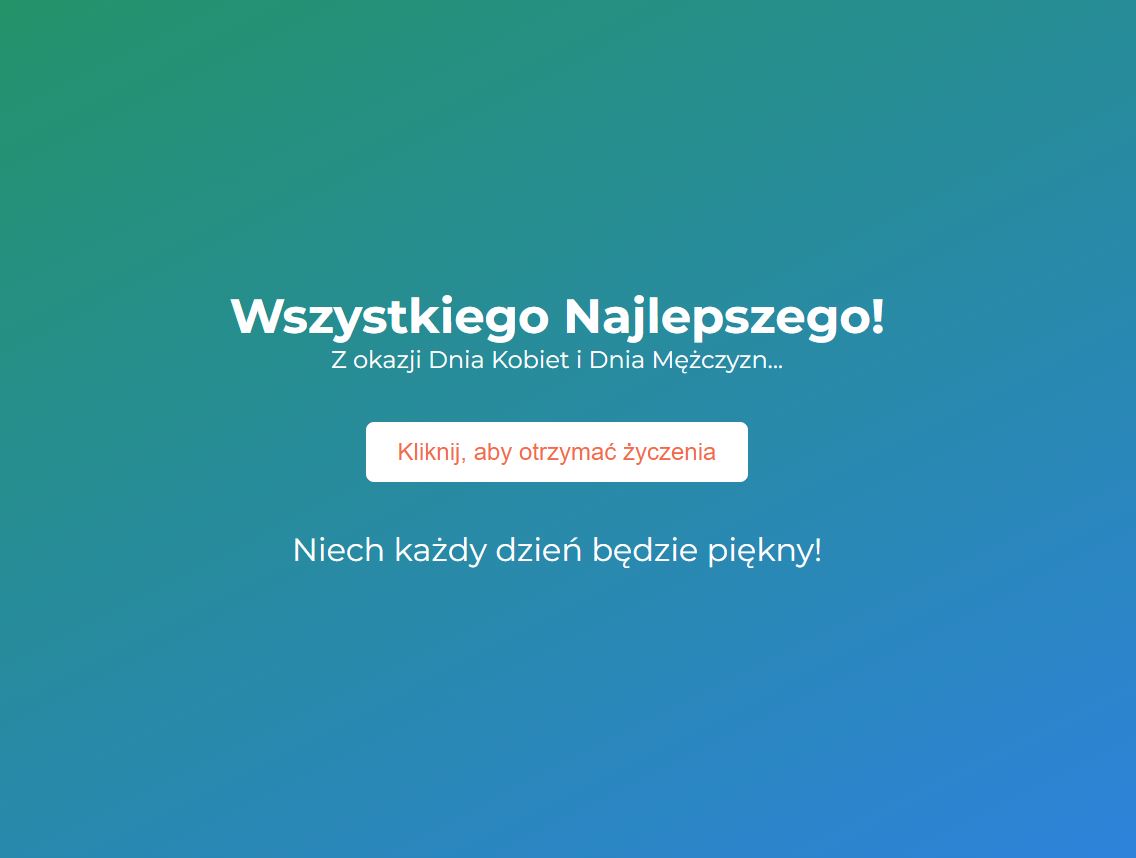 Wszystkiego Najlepszego!
Z okazji Dnia Kobiet i Dnia Mężczyzn...
Kliknij, aby otrzymać życzenia
Niech każdy dzień będzie piękny!